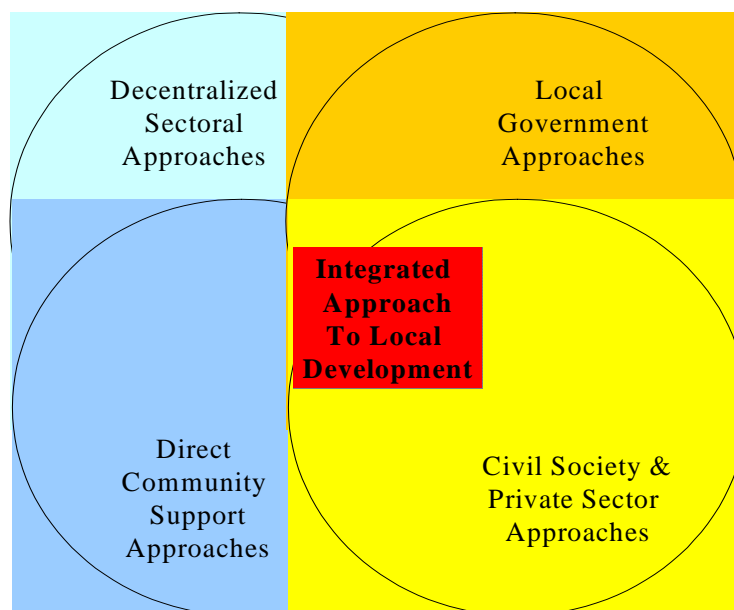 Decentralized
Sectoral
Approaches
Local
Government
Approaches
Integrated
Approach
To Local
Development
Direct
Community
Support
Approaches
Civil Society &
Private Sector
Approaches